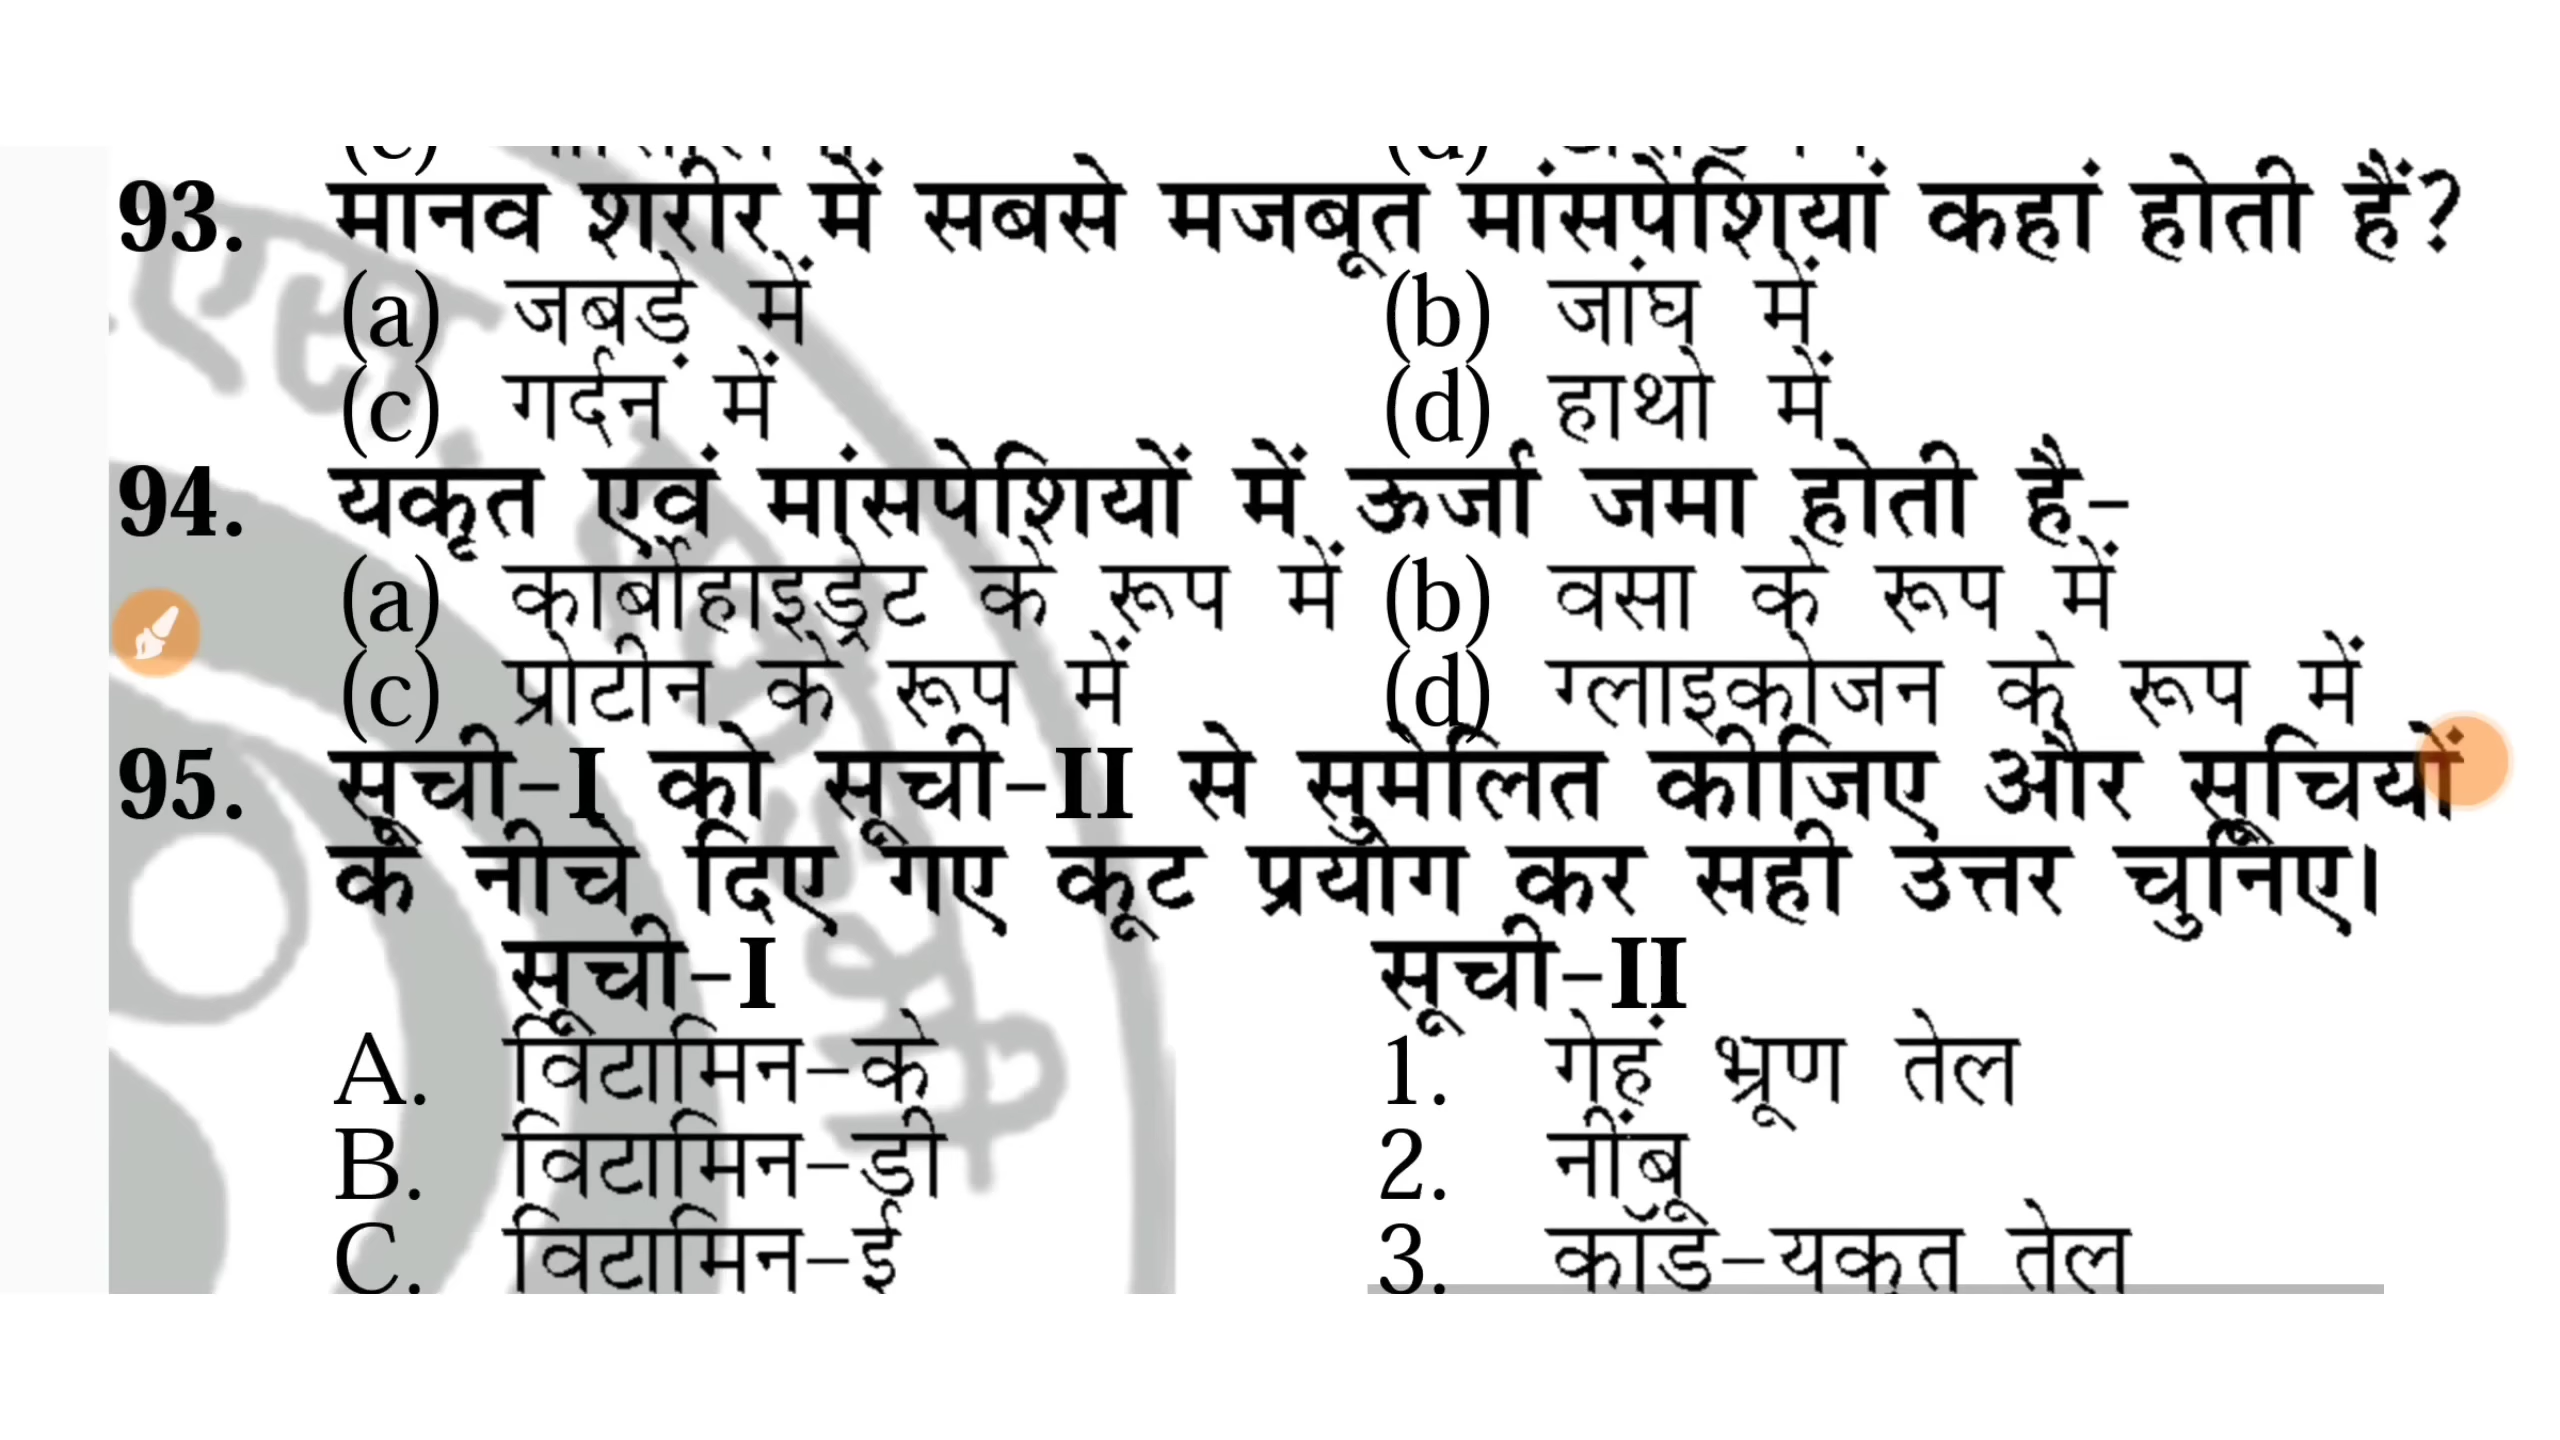 93. मानव शरीर में सबसे मजबूत मांसपेशियां कहां होती हैं?
(a) जबड़े में (b) जांघ में
(c) गर्दन में (d) हाथों में
94. यकृत एवं मांसपेशियों में ऊर्जा जमा होती है-
(a) कार्बोहाइड्रेट के रूप में (b) वसा के रूप में
(c) प्रोटीन के रूप में (d) ग्लाइकोजन के रूप में
95. सूची-I को सूची-II से सुमेलित कीजिए और सूचियों
के नीचे दिए गए कूट प्रयोग कर सही उत्तर चुनिए।
सूची-I सूची-II
A. विटामिन-के 1. गेहूं भ्रूण तेल
B. विटामिन-डी 2. नींबू
C. विटामिन-ई 3. कॉड-यकृत तेल